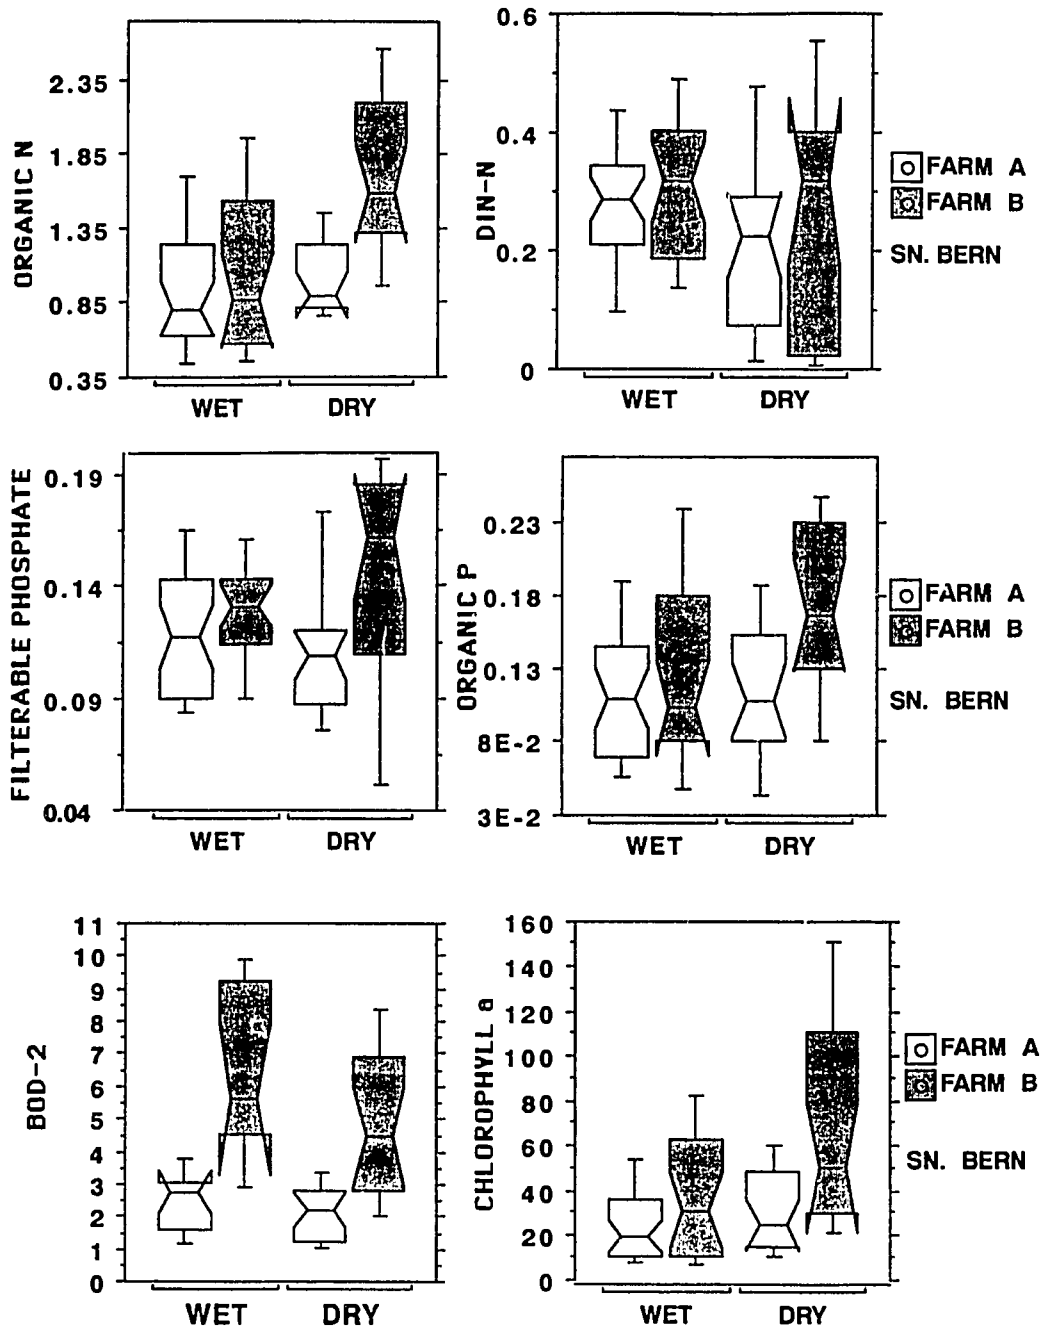 ORGANIC N
2.35
1.85
1.35
0.85
0.35
WET DRY
DIN-N
0.6
0.4
0.2
0
WET DRY
FARM A
FARM B
SN. BERN
FILTERABLE PHOSPHATE
0.19
0.14
0.09
0.04
WET DRY
ORGANIC P
0.23
0.18
0.13
8E-2
3E-2
WET DRY
FARM A
FARM B
SN. BERN
BOD-2
11
10
9
8
7
6
5
4
3
2
1
0
WET DRY
CHLOROPHYLL a
160
140
120
100
80
60
40
20
0
WET DRY
FARM A
FARM B
SN. BERN